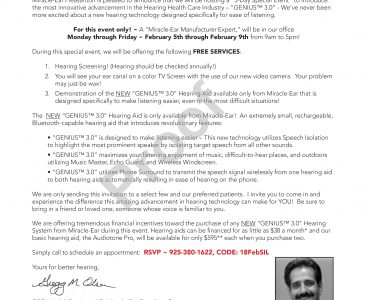 Miracle-Ear Pleasanton is pleased to announce that we will be hosting a "5-Day Special Event" to introduce
the most innovative advancement in the Hearing Health Care Industry – "GENIUS™ 3.0" - We've never been
more excited about a new hearing technology designed specifically for ease of listening.
For this event only! – A "Miracle-Ear Manufacturer Expert," will be in our office
Monday through Friday – February 5th through February 9th from 9am to 5pm!
During this special event, we will be offering the following FREE SERVICES:
1. Hearing Screening! (Hearing should be checked annually!)
2. You will see your ear canal on a color TV Screen with the use of our new video camera. Your problem
may just be wax!
3. Demonstration of the NEW "GENIUS™ 3.0" Hearing Aid available only from Miracle-Ear that is
designed specifically to make listening easier, even in the most difficult situations!
The NEW "GENIUS™ 3.0" Hearing Aid is only available from Miracle-Ear! An extremely small, rechargeable,
Bluetooth-capable hearing aid that introduces revolutionary features:
• "GENIUS™ 3.0" is designed to make listening easier – This new technology utilizes Speech Isolation
to highlight the most prominent speaker by isolating target speech from all other sounds.
• "GENIUS™ 3.0" maximizes your enjoyment of music, difficult-to-hear places, and outdoors
utilizing Music Master, Echo Guard, and Wireless Windscreen.
• "GENIUS™ 3.0" utilizes Phone Surround to transmit the speech signal wirelessly from one hearing aid
to both hearing aids automatically resulting in ease of hearing on the phone.
We are only sending this invitation to a select few and our preferred patients. I invite you to come in and
experience the difference this amazing advancement in hearing technology can make for YOU! Be sure to
bring in a friend or loved one, someone whose voice is familiar to you.
We are offering tremendous financial incentives toward the purchase of any NEW "GENIUS™ 3.0" Hearing
System from Miracle-Ear during this event. Hearing aids can be financed for as little as $38 a month* and our
basic hearing aid, the Audiotone Pro, will be available for only $595** each when you purchase two.
Simply call to schedule an appointment: RSVP – 925-380-1622, CODE: 18FebSIL
Yours for better hearing,
Gregg M. Olsen
Proof